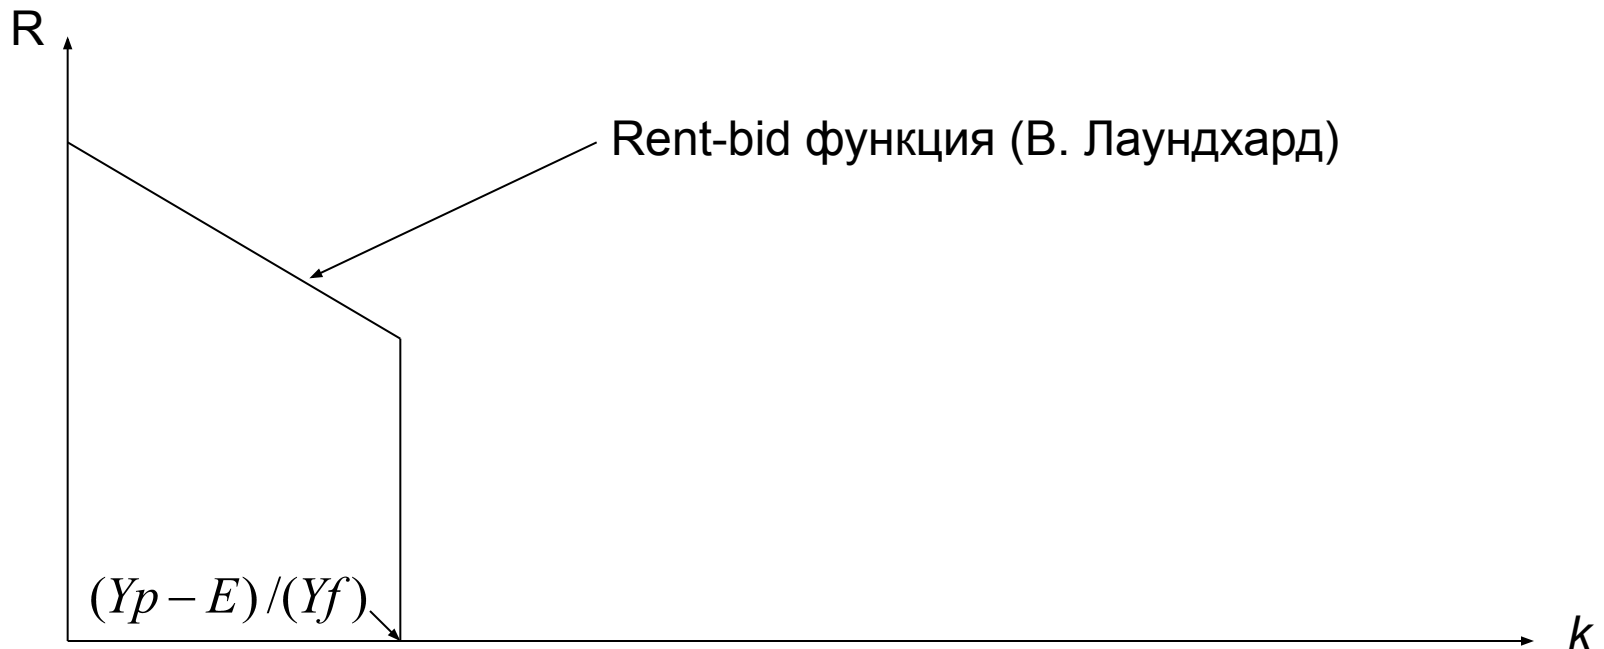 R
Rent-bid функция (В. Лаундхард)
(Yp – E) /(Yf)
k